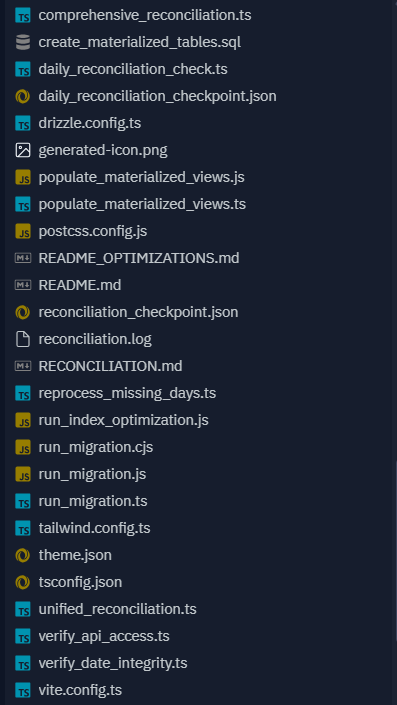 TS comprehensive_reconciliation.ts
create_materialized_tables.sql
TS daily_reconciliation_check.ts
daily_reconciliation_checkpoint.json
TS drizzle.config.ts
generated-icon.png
JS populate_materialized_views.js
TS populate_materialized_views.ts
JS postcss.config.js
M↓ README_OPTIMIZATIONS.md
M↓ README.md
reconciliation_checkpoint.json
reconciliation.log
M↓ RECONCILIATION.md
TS reprocess_missing_days.ts
JS run_index_optimization.js
JS run_migration.cjs
JS run_migration.js
TS run_migration.ts
TS tailwind.config.ts
theme.json
tsconfig.json
TS unified_reconciliation.ts
TS verify_api_access.ts
TS verify_date_integrity.ts
TS vite.config.ts